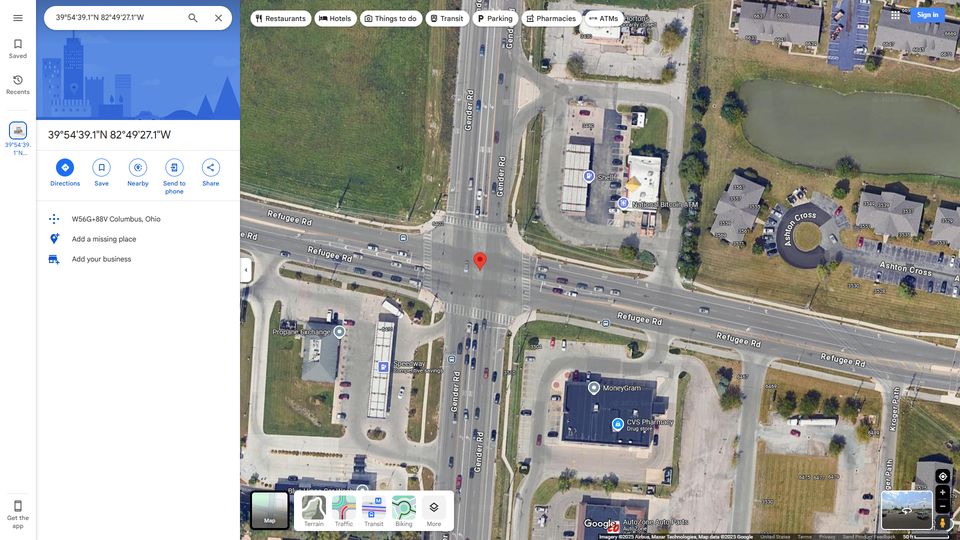 39°54'39.1"N 82°49'27.1"W
Restaurants
Hotels
Things to do
Transit
Parking
Pharmacies
ATMs
Sign in
Saved
Recents
39°54'39.
1"N...
39°54'39.1"N 82°49'27.1"W
Directions
Save
Nearby
Send to
phone
Share
W56G+88V Columbus, Ohio
Add a missing place
Add your business
Get the
app
Gender Rd
Gender Rd
Gender Rd
Refugee Rd
Refugee Rd
Shell
National Bitcoin ATM
Ashton Cross
Ashton Cross
Refugee Rd
Refugee Rd
Refugee Rd
Propane Exchange
Speedway
Competitive savings
MoneyGram
CVS Pharmacy
Drug store
Gender Rd
Gender Rd
Kroger Path
AutoZone Auto Parts
Google
Map
Terrain
Traffic
Transit
Biking
More
Imagery ©2025 Airbus, Maxar Technologies, Map data ©2025 Google
United States
Terms
Privacy
Send Product Feedback
50 ft